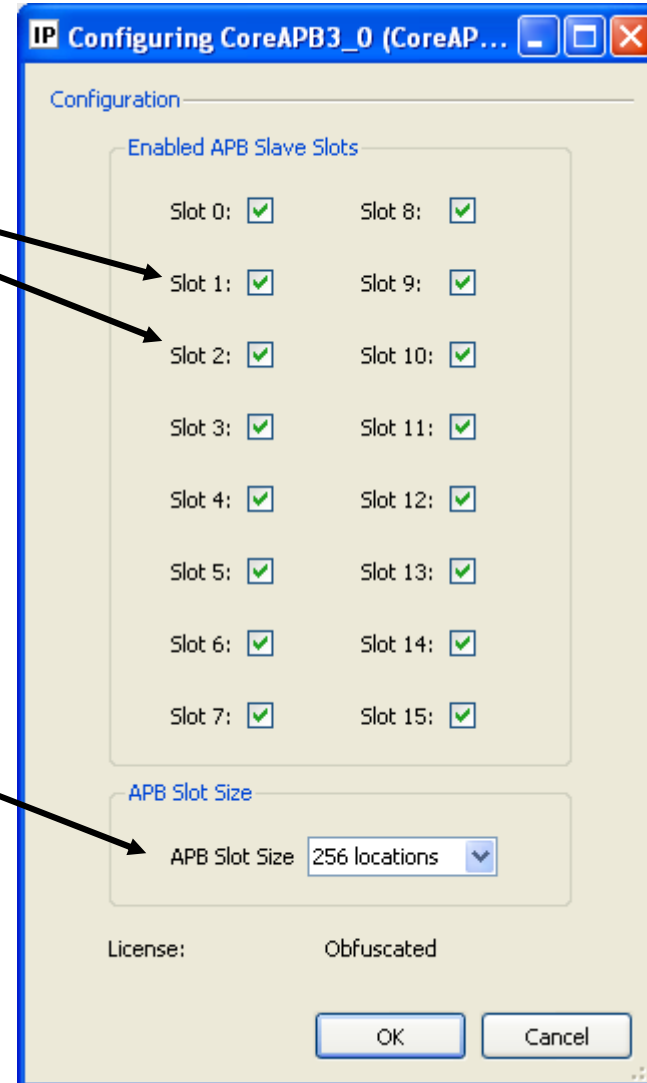 IP Configuring CoreAPB3_0 (CoreAP...
Configuration
Enabled APB Slave Slots
Slot 0: Slot 8:
Slot 1: Slot 9:
Slot 2: Slot 10:
Slot 3: Slot 11:
Slot 4: Slot 12:
Slot 5: Slot 13:
Slot 6: Slot 14:
Slot 7: Slot 15:
APB Slot Size
APB Slot Size 256 locations
License: Obfuscated
OK Cancel